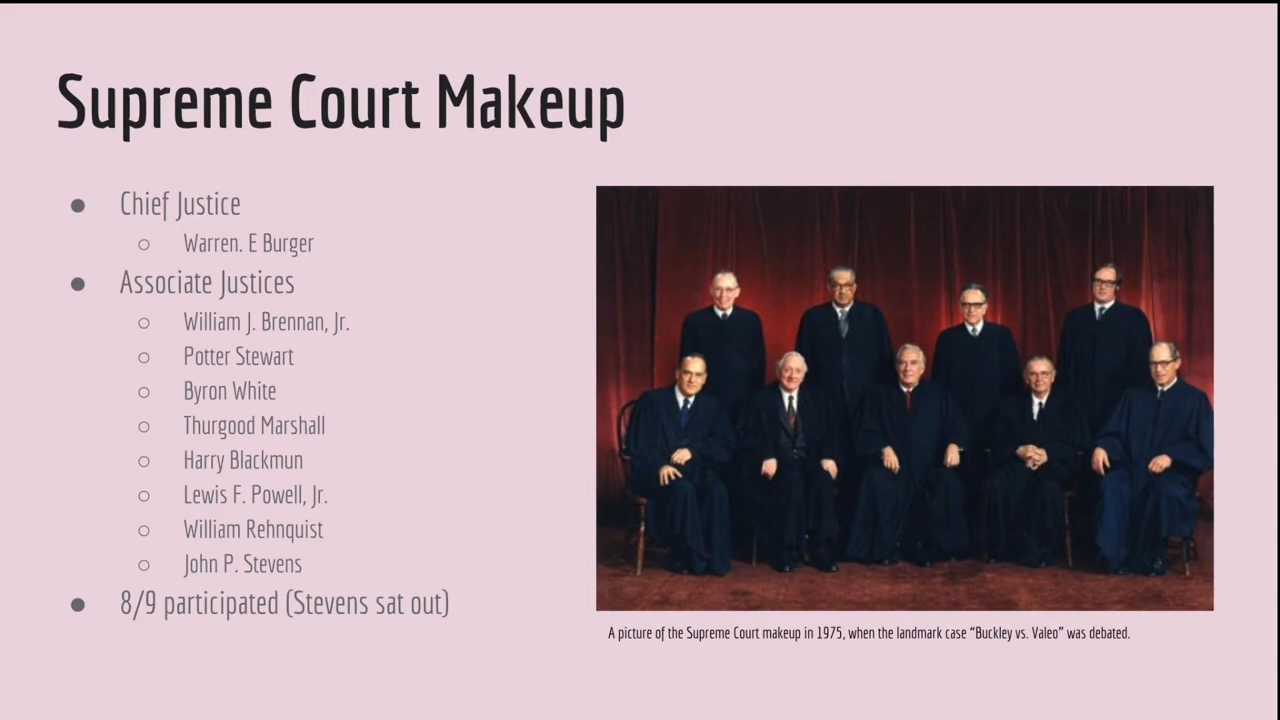 Supreme Court Makeup
● Chief Justice
○ Warren. E Burger
● Associate Justices
○ William J. Brennan, Jr.
○ Potter Stewart
○ Byron White
○ Thurgood Marshall
○ Harry Blackmun
○ Lewis F. Powell, Jr.
○ William Rehnquist
○ John P. Stevens
● 8/9 participated (Stevens sat out)
A picture of the Supreme Court makeup in 1975, when the landmark case “Buckley vs. Valeo” was debated.